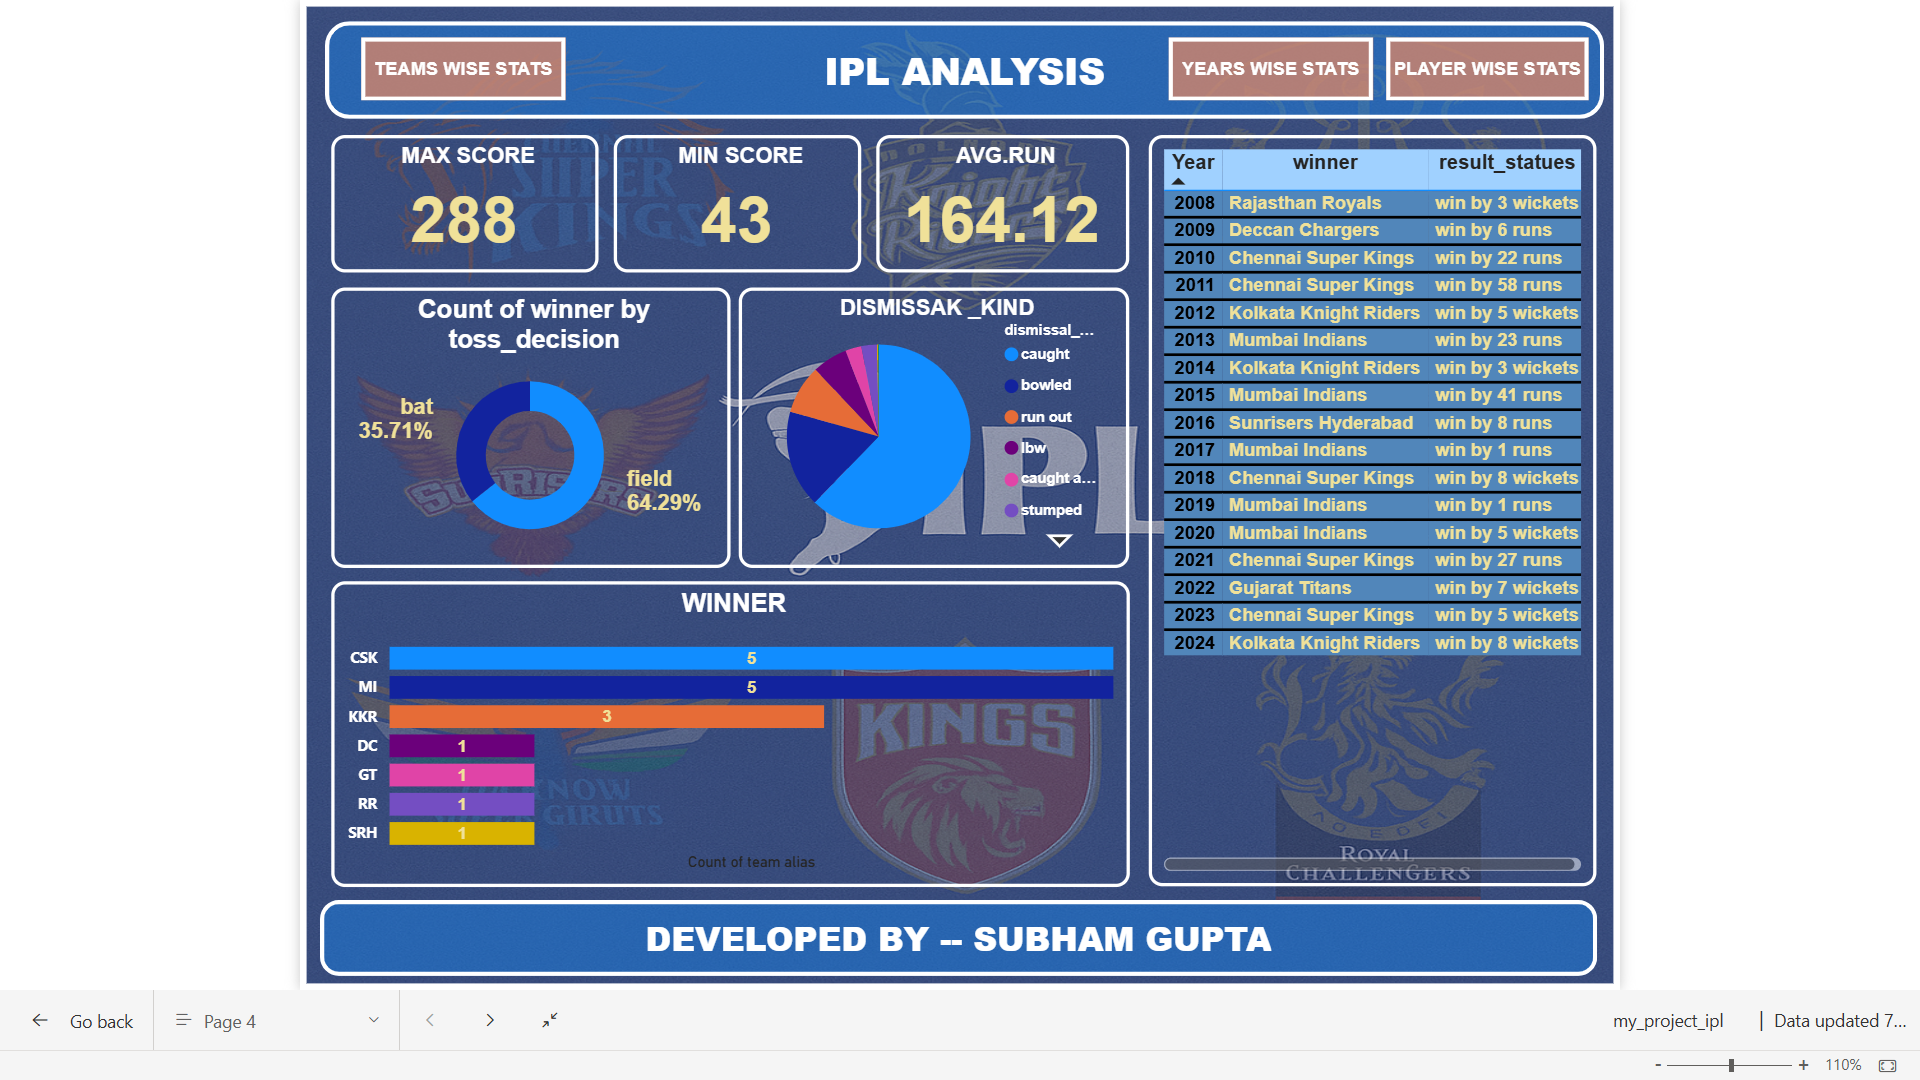 TEAMS WISE STATS
IPL ANALYSIS
YEARS WISE STATS
PLAYER WISE STATS
MAX SCORE
288
MIN SCORE
43
AVG.RUN
164.12
Count of winner by
toss_decision
bat
35.71%
field
64.29%
DISMISSAK _KIND
dismissal_...
caught
bowled
run out
lbw
caught a...
stumped
WINNER
CSK 5
MI 5
KKR 3
DC 1
GT 1
RR 1
SRH 1
Count of team alias
Year winner result_statues
2008 Rajasthan Royals win by 3 wickets
2009 Deccan Chargers win by 6 runs
2010 Chennai Super Kings win by 22 runs
2011 Chennai Super Kings win by 58 runs
2012 Kolkata Knight Riders win by 5 wickets
2013 Mumbai Indians win by 23 runs
2014 Kolkata Knight Riders win by 3 wickets
2015 Mumbai Indians win by 41 runs
2016 Sunrisers Hyderabad win by 8 runs
2017 Mumbai Indians win by 1 runs
2018 Chennai Super Kings win by 8 wickets
2019 Mumbai Indians win by 1 runs
2020 Mumbai Indians win by 5 wickets
2021 Chennai Super Kings win by 27 runs
2022 Gujarat Titans win by 7 wickets
2023 Chennai Super Kings win by 5 wickets
2024 Kolkata Knight Riders win by 8 wickets
SUPER
KINGS
Knight
SUNRISERS
IPL
KINGS
ROYAL
CHALLENGERS
DEVELOPED BY -- SUBHAM GUPTA
Go back
Page 4
my_project_ipl
| Data updated 7...
- + 110%